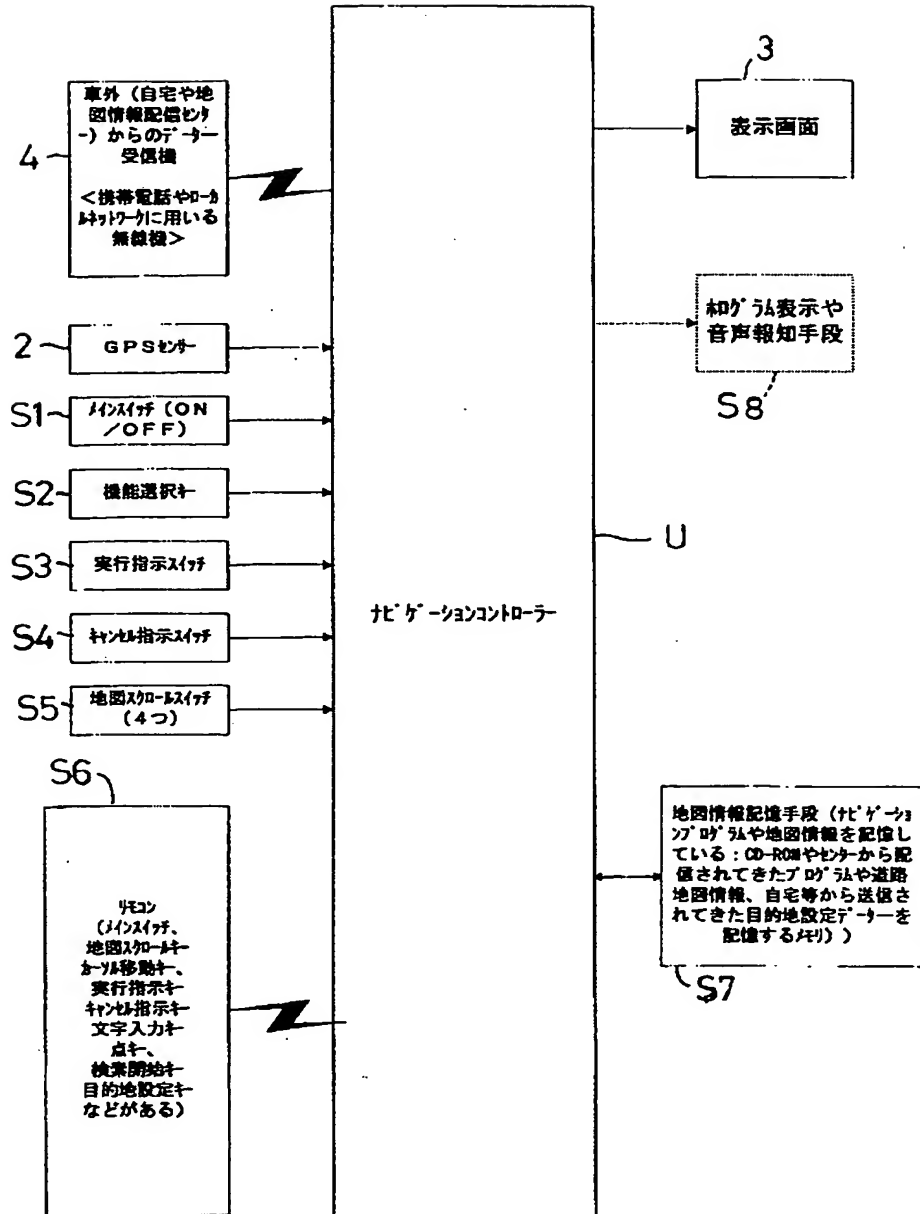 3
車外（自宅や地
図情報配信ｾﾝﾀ
ｰ）からのﾃﾞｰﾀｰ
受信機
＜携帯電話やﾛｰｶ
ﾙﾈｯﾄﾜｰｸに用いる
無線機＞
4
表示画面
ﾎﾛｸﾞﾗﾑ表示や
音声報知手段
S8
2
GPSｾﾝｻｰ
S1
ﾒｲﾝｽｲｯﾁ（ON
／OFF）
S2
機能選択ｷｰ
S3
実行指示ｽｲｯﾁ
S4
ｷｬﾝｾﾙ指示ｽｲｯﾁ
S5
地図ｽｸﾛｰﾙｽｲｯﾁ
（4つ）
ﾅﾋﾞｹﾞｰｼｮﾝｺﾝﾄﾛｰﾗｰ
U
S6
ﾘﾓｺﾝ
（ﾒｲﾝｽｲｯﾁ、
地図ｽｸﾛｰﾙｷｰ
ｶｰｿﾙ移動ｷｰ、
実行指示ｷｰ
ｷｬﾝｾﾙ指示ｷｰ
文字入力ｷｰ
点ｷｰ、
検索開始ｷｰ
目的地設定ｷｰ
などがある）
地図情報記憶手段（ﾅﾋﾞｹﾞｰｼｮ
ﾝﾌﾟﾛｸﾞﾗﾑや地図情報を記憶し
ている：CD-ROMやｾﾝﾀｰから配
信されてきたﾌﾟﾛｸﾞﾗﾑや道路
地図情報、自宅等から送信さ
れてきた目的地設定ﾃﾞｰﾀｰを
記憶するﾒﾓﾘ））
S7